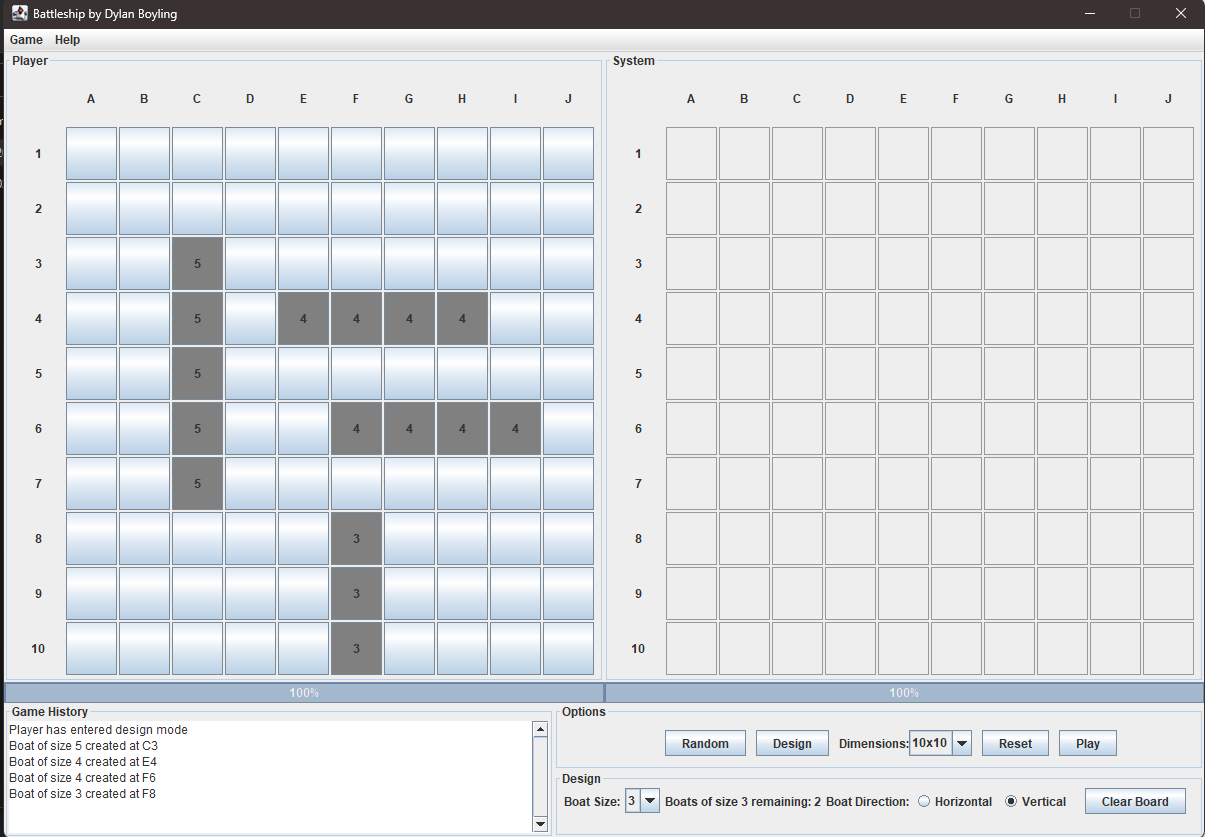 Battleship by Dylan Boyling
Game Help
Player
A B C D E F G H I J
1
2
3 5
4 5 4 4 4 4
5 5
6 5 4 4 4 4
7 5
8 3
9 3
10 3
100%
System
A B C D E F G H I J
1
2
3
4
5
6
7
8
9
10
100%
Game History
Player has entered design mode
Boat of size 5 created at C3
Boat of size 4 created at E4
Boat of size 4 created at F6
Boat of size 3 created at F8
Options
Random Design Dimensions: 10x10 Reset Play
Design
Boat Size: 3 Boats of size 3 remaining: 2 Boat Direction: Horizontal Vertical Clear Board